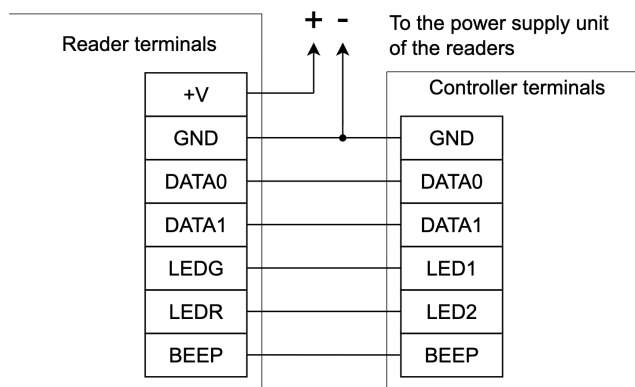 + -
To the power supply unit
of the readers
Reader terminals
Controller terminals
+V
GND
GND
DATA0
DATA0
DATA1
DATA1
LEDG
LED1
LEDR
LED2
BEEP
BEEP